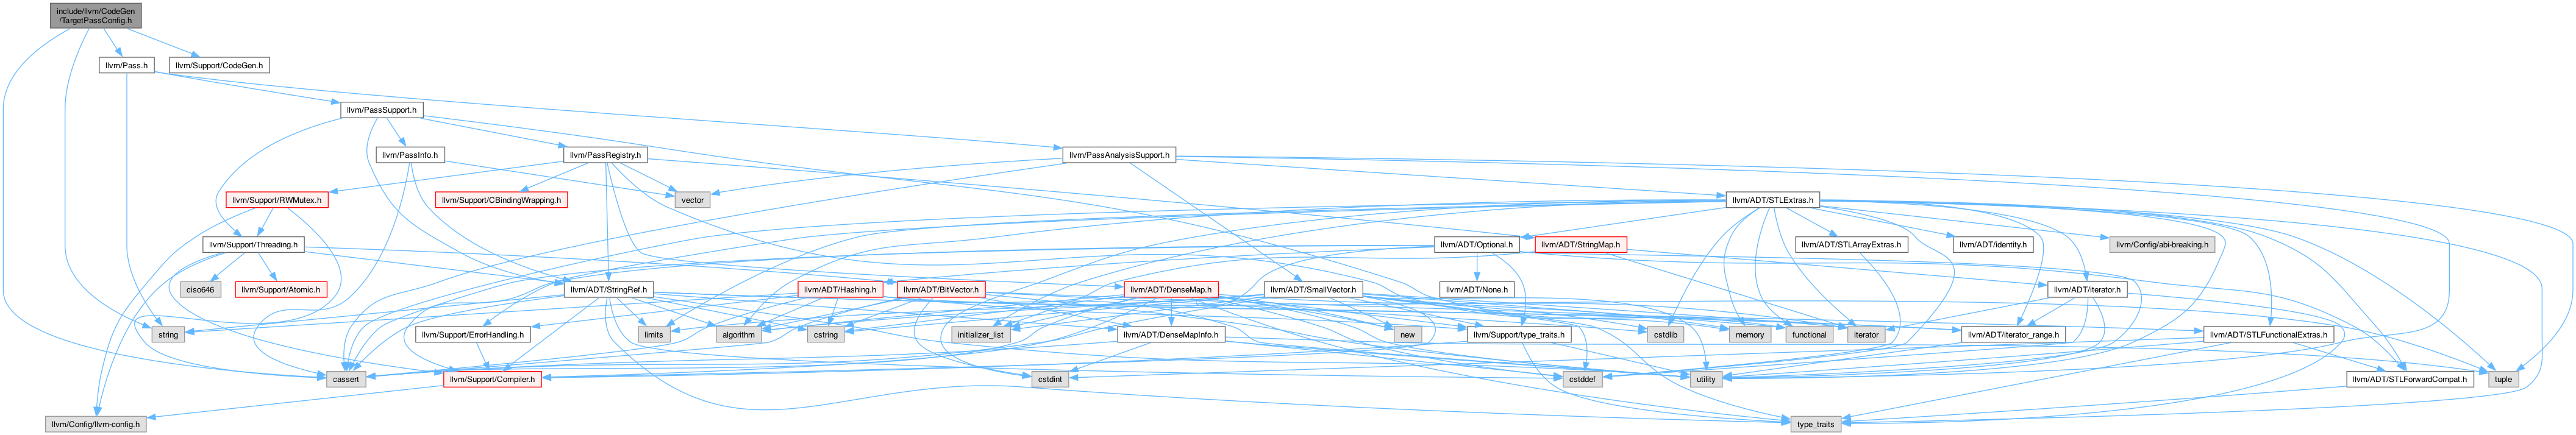 include/llvm/CodeGen
/TargetPassConfig.h
llvm/Pass.h
llvm/Support/CodeGen.h
llvm/PassSupport.h
llvm/PassInfo.h
llvm/PassRegistry.h
llvm/PassAnalysisSupport.h
llvm/Support/RWMutex.h
llvm/Support/CBindingWrapping.h
vector
llvm/ADT/STLExtras.h
llvm/Support/Threading.h
llvm/ADT/Optional.h
llvm/ADT/StringMap.h
llvm/ADT/STLArrayExtras.h
llvm/ADT/identity.h
llvm/Config/abi-breaking.h
ciso646
llvm/Support/Atomic.h
llvm/ADT/StringRef.h
llvm/ADT/Hashing.h
llvm/ADT/BitVector.h
llvm/ADT/DenseMap.h
llvm/ADT/SmallVector.h
llvm/ADT/None.h
llvm/ADT/iterator.h
string
llvm/Support/ErrorHandling.h
limits
algorithm
cstring
llvm/ADT/DenseMapInfo.h
initializer_list
new
llvm/Support/type_traits.h
cstdlib
memory
functional
iterator
llvm/ADT/iterator_range.h
llvm/ADT/STLFunctionalExtras.h
cassert
llvm/Support/Compiler.h
cstdint
cstddef
utility
llvm/ADT/STLForwardCompat.h
tuple
llvm/Config/llvm-config.h
type_traits